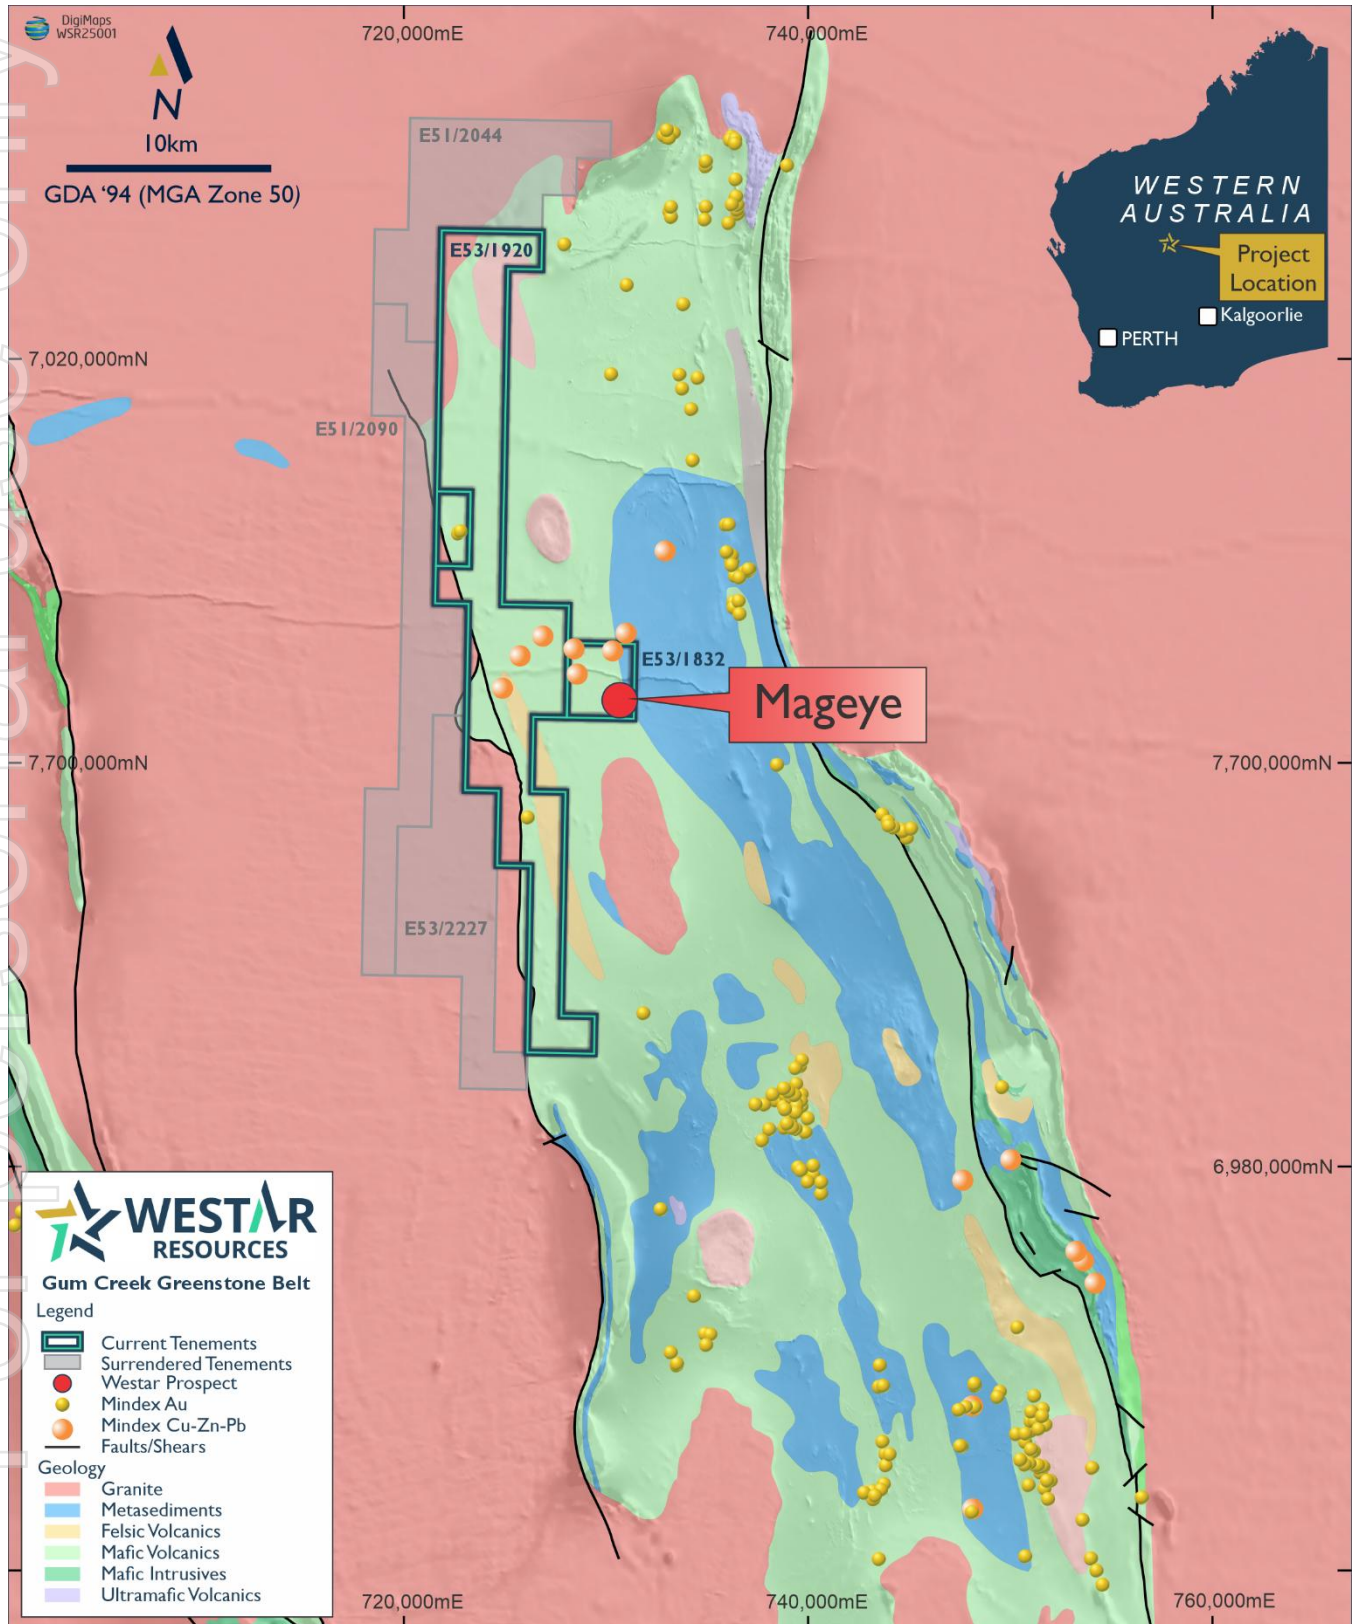 DigiMaps
WSR25001
720,000mE
740,000mE
N
10km
GDA '94 (MGA Zone 50)
E51/2044
E53/1920
WESTERN
AUSTRALIA
Project
Location
Kalgoorlie
PERTH
7,020,000mN
E51/2090
E53/1832
Mageye
7,700,000mN
7,700,000mN
E53/2227
6,980,000mN
WESTAR
RESOURCES
Gum Creek Greenstone Belt
Legend
Current Tenements
Surrendered Tenements
Westar Prospect
Mindex Au
Mindex Cu-Zn-Pb
Faults/Shears
Geology
Granite
Metasediments
Felsic Volcanics
Mafic Volcanics
Mafic Intrusives
Ultramafic Volcanics
720,000mE
740,000mE
760,000mE